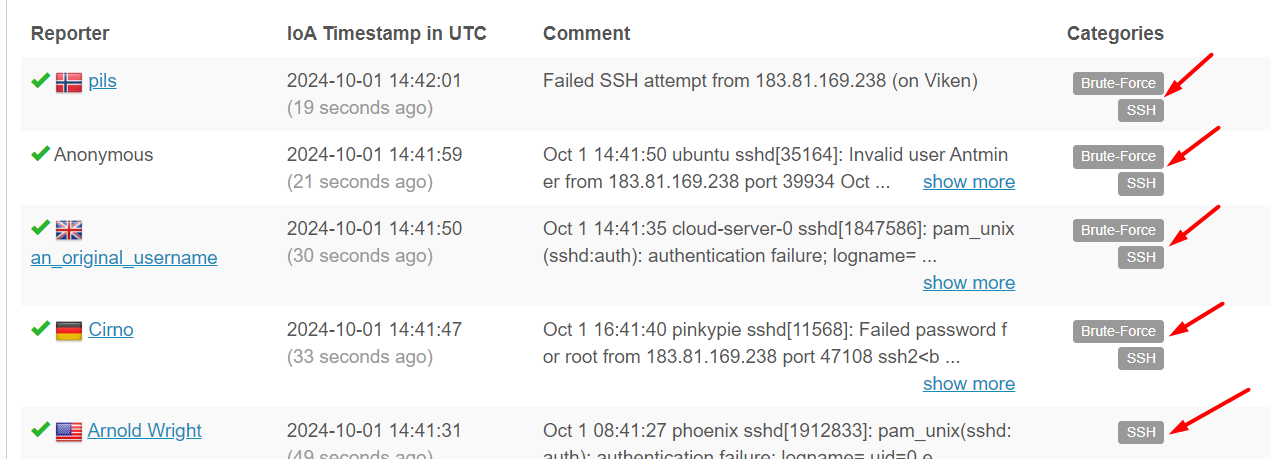 Reporter IoA Timestamp in UTC Comment Categories
pils 2024-10-01 14:42:01 Failed SSH attempt from 183.81.169.238 (on Viken) Brute-Force
(19 seconds ago) SSH
Anonymous 2024-10-01 14:41:59 Oct 1 14:41:50 ubuntu sshd[35164]: Invalid user Antmin Brute-Force
(21 seconds ago) er from 183.81.169.238 port 39934 Oct ... show more SSH
2024-10-01 14:41:50 Oct 1 14:41:35 cloud-server-0 sshd[1847586]: pam_unix Brute-Force
an_original_username (30 seconds ago) (sshd:auth): authentication failure; logname= ... SSH
show more
Cirno 2024-10-01 14:41:47 Oct 1 16:41:40 pinkypie sshd[11568]: Failed password f Brute-Force
(33 seconds ago) or root from 183.81.169.238 port 47108 ssh2<b ... SSH
show more
Arnold Wright 2024-10-01 14:41:31 Oct 1 08:41:27 phoenix sshd[1912833]: pam_unix(sshd: SSH
(49 seconds ago) auth): authentication failure; logname= uid=0 e